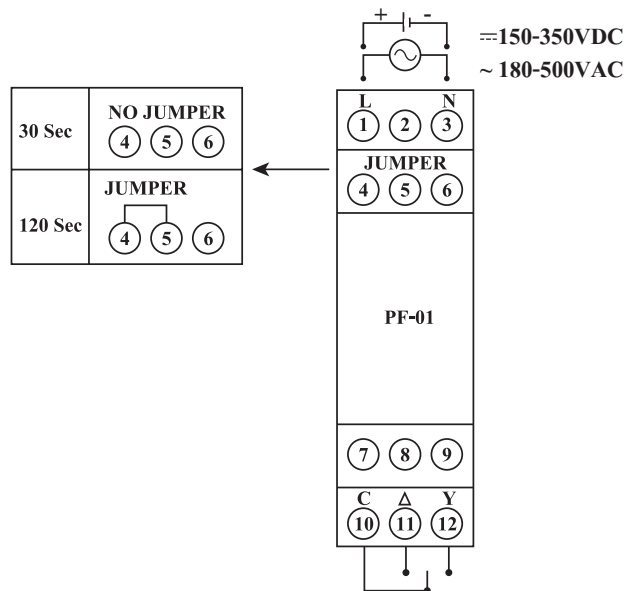 + -
⎓150-350VDC
~ 180-500VAC
L N
1 2 3
JUMPER
4 5 6
30 Sec
NO JUMPER
4 5 6
120 Sec
JUMPER
4 5 6
PF-01
7 8 9
C Δ Y
10 11 12